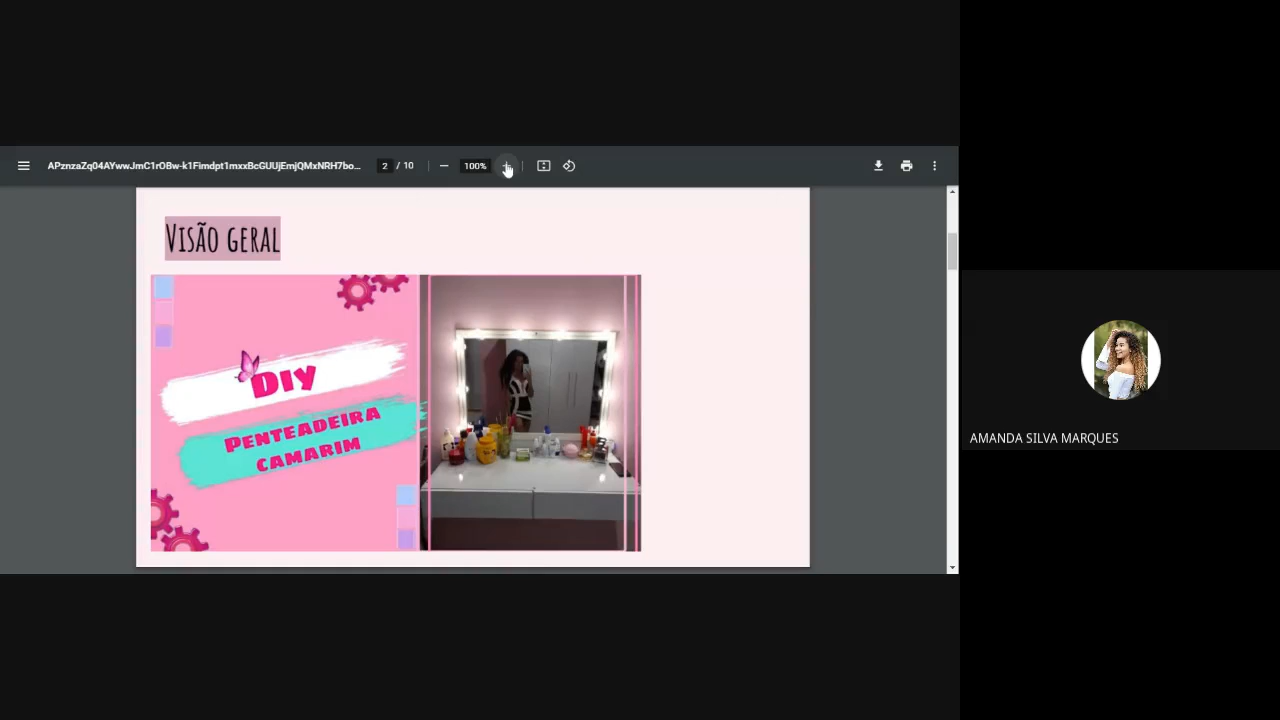 APznzaZq04AYwwJmC1rOBw-k1Fimdpt1mxxBcGUUjEmjQMxNRH7bo...
2 / 10
100%
VISÃO GERAL
DIY
PENTEADEIRA
CAMARIM
AMANDA SILVA MARQUES